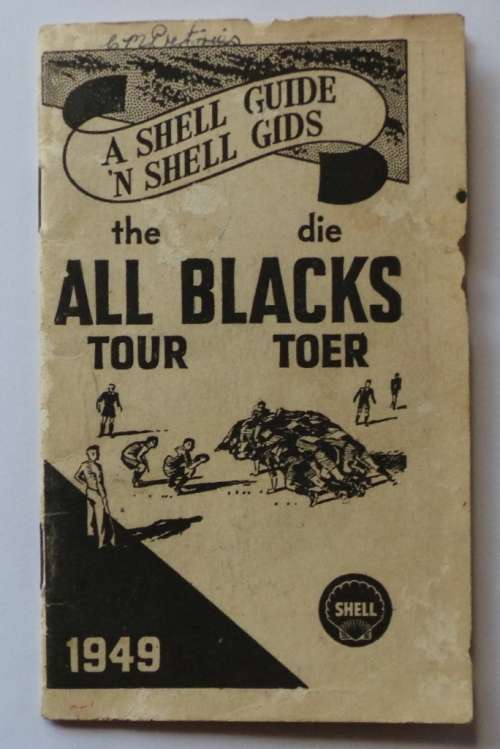 A SHELL GUIDE
'N SHELL GIDS
the die
ALL BLACKS
TOUR TOER
SHELL
1949